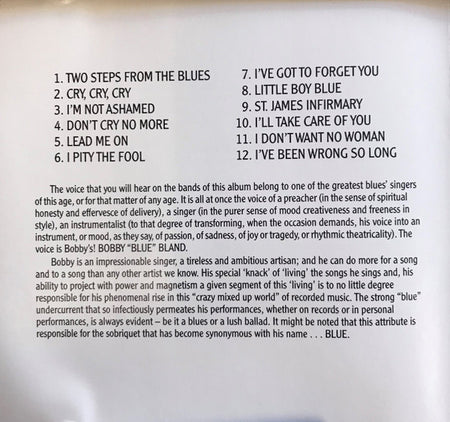 1. TWO STEPS FROM THE BLUES
2. CRY, CRY, CRY
3. I'M NOT ASHAMED
4. DON'T CRY NO MORE
5. LEAD ME ON
6. I PITY THE FOOL
7. I'VE GOT TO FORGET YOU
8. LITTLE BOY BLUE
9. ST. JAMES INFIRMARY
10. I'LL TAKE CARE OF YOU
11. I DON'T WANT NO WOMAN
12. I'VE BEEN WRONG SO LONG
The voice that you will hear on the bands of this album belong to one of the greatest blues' singers
of this age, or for that matter of any age. It is all at once the voice of a preacher (in the sense of spiritual
honesty and effervesce of delivery), a singer (in the purer sense of mood creativeness and freeness in
style), an instrumentalist (to that degree of transforming, when the occasion demands, his voice into an
instrument, or mood, as they say, of passion, of sadness, of joy or tragedy, or rhythmic theatricality). The
voice is Bobby's! BOBBY "BLUE" BLAND.
Bobby is an impressionable singer, a tireless and ambitious artisan; and he can do more for a song
and to a song than any other artist we know. His special 'knack' of 'living' the songs he sings and, his
ability to project with power and magnetism a given segment of this 'living' is to no little degree
responsible for his phenomenal rise in this "crazy mixed up world" of recorded music. The strong "blue"
undercurrent that so infectiously permeates his performances, whether on records or in personal
performances, is always evident – be it a blues or a lush ballad. It might be noted that this attribute is
responsible for the sobriquet that has become synonymous with his name . . . BLUE.